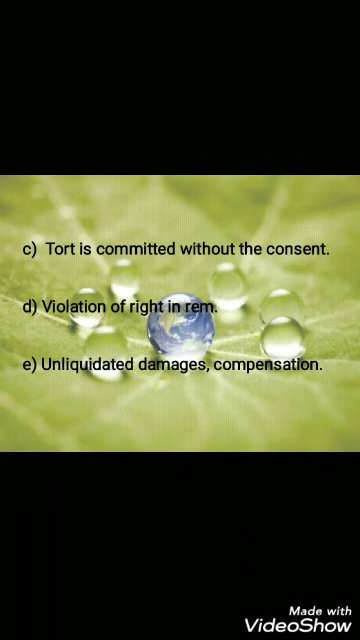 c) Tort is committed without the consent.
d) Violation of right in rem.
e) Unliquidated damages, compensation.
Made with
VideoShow